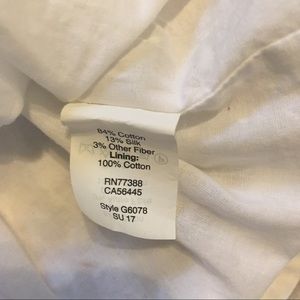 84% Cotton
13% Silk
3% Other Fiber
Lining:
100% Cotton
RN77388
CA56445
Style G6078
SU 17